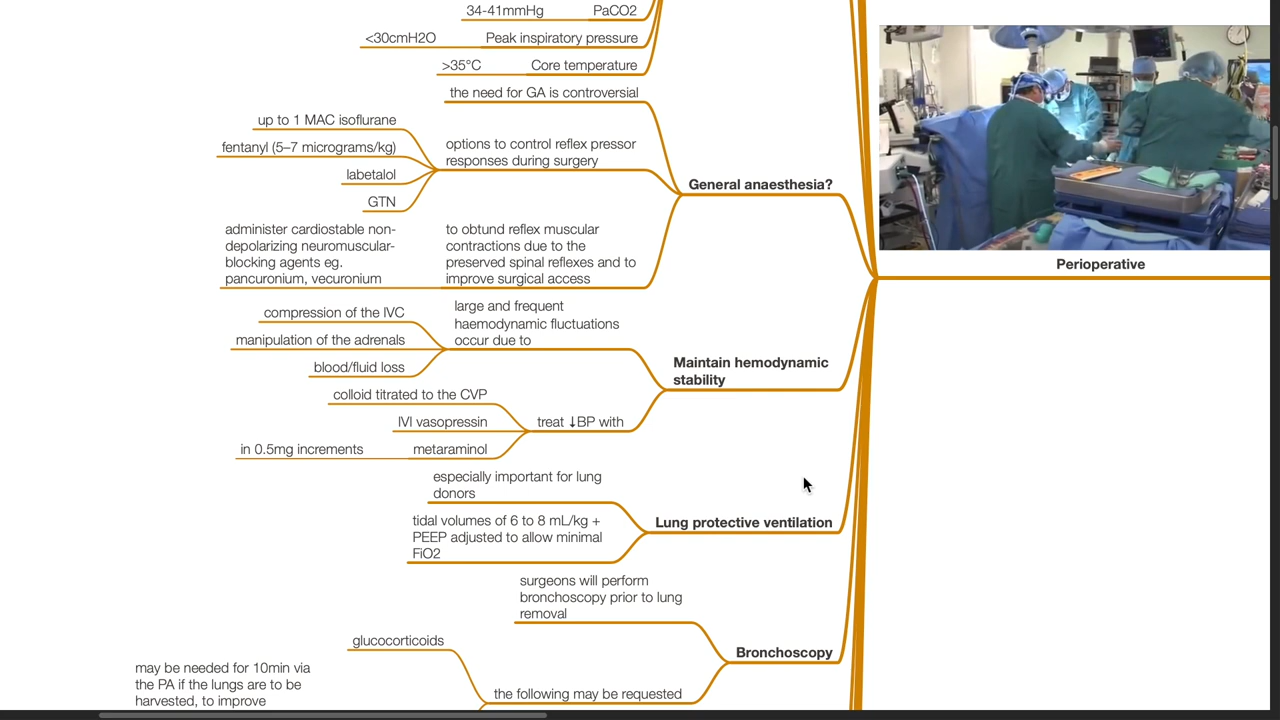 34-41mmHg PaCO2
<30cmH2O Peak inspiratory pressure
>35°C Core temperature
the need for GA is controversial
up to 1 MAC isoflurane
fentanyl (5–7 micrograms/kg)
labetalol
GTN
options to control reflex pressor
responses during surgery
General anaesthesia?
administer cardiostable non-
depolarizing neuromuscular-
blocking agents eg.
pancuronium, vecuronium
to obtund reflex muscular
contractions due to the
preserved spinal reflexes and to
improve surgical access
Perioperative
compression of the IVC
manipulation of the adrenals
blood/fluid loss
large and frequent
haemodynamic fluctuations
occur due to
Maintain hemodynamic
stability
colloid titrated to the CVP
IVI vasopressin
in 0.5mg increments metaraminol
treat ↓BP with
especially important for lung
donors
tidal volumes of 6 to 8 mL/kg +
PEEP adjusted to allow minimal
FiO2
Lung protective ventilation
surgeons will perform
bronchoscopy prior to lung
removal
Bronchoscopy
glucocorticoids
may be needed for 10min via
the PA if the lungs are to be
harvested, to improve
the following may be requested